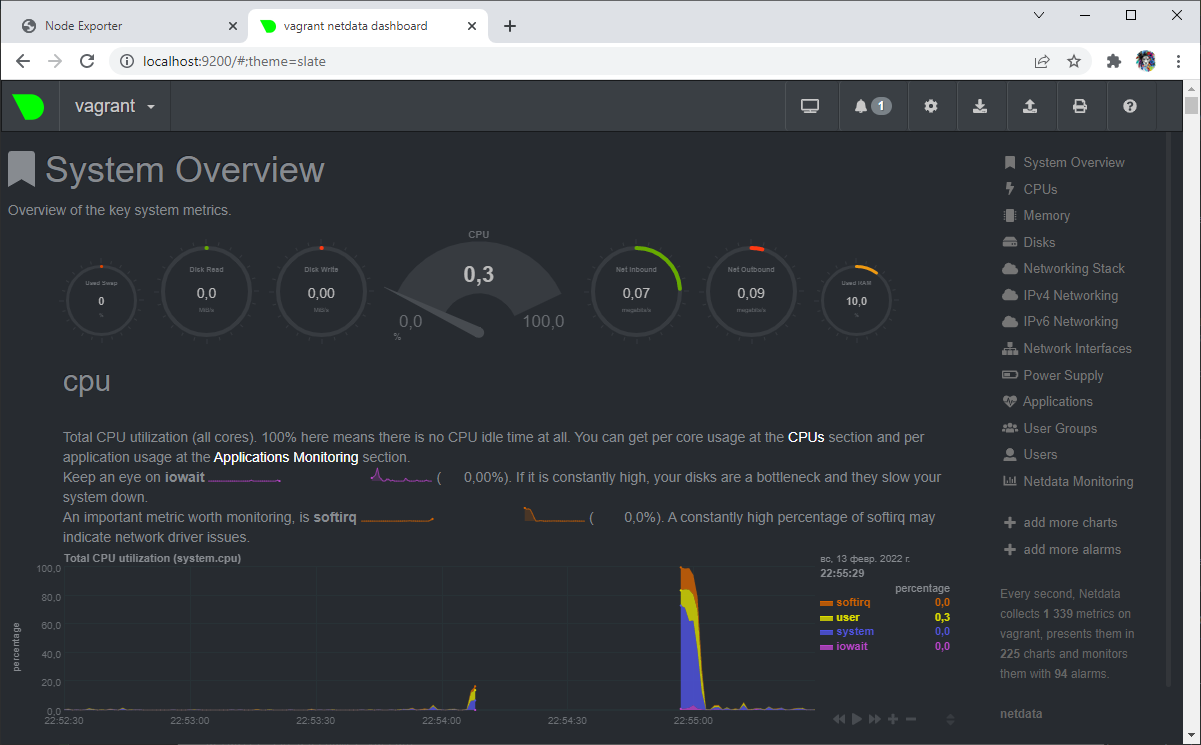 Node Exporter
vagrant netdata dashboard
localhost:9200/#;theme=slate
vagrant
1
System Overview
Overview of the key system metrics.
Used Swap
0
%
Disk Read
0,0
MiB/s
Disk Write
0,00
MiB/s
CPU
0,3
0,0
100,0
%
Net Inbound
0,07
megabits/s
Net Outbound
0,09
megabits/s
Used RAM
10,0
%
cpu
Total CPU utilization (all cores). 100% here means there is no CPU idle time at all. You can get per core usage at the CPUs section and per
application usage at the Applications Monitoring section.
Keep an eye on iowait ( 0,00%). If it is constantly high, your disks are a bottleneck and they slow your
system down.
An important metric worth monitoring, is softirq ( 0,0%). A constantly high percentage of softirq may
indicate network driver issues.
Total CPU utilization (system.cpu)
вс, 13 февр. 2022 г.
22:55:29
percentage
softirq 0,0
user 0,3
system 0,0
iowait 0,0
percentage
100.0
80,0
60,0
40,0
20,0
0,0
22:52:30
22:53:00
22:53:30
22:54:00
22:54:30
22:55:00
System Overview
CPUs
Memory
Disks
Networking Stack
IPv4 Networking
IPv6 Networking
Network Interfaces
Power Supply
Applications
User Groups
Users
Netdata Monitoring
add more charts
add more alarms
Every second, Netdata
collects 1 339 metrics on
vagrant, presents them in
225 charts and monitors
them with 94 alarms.
netdata